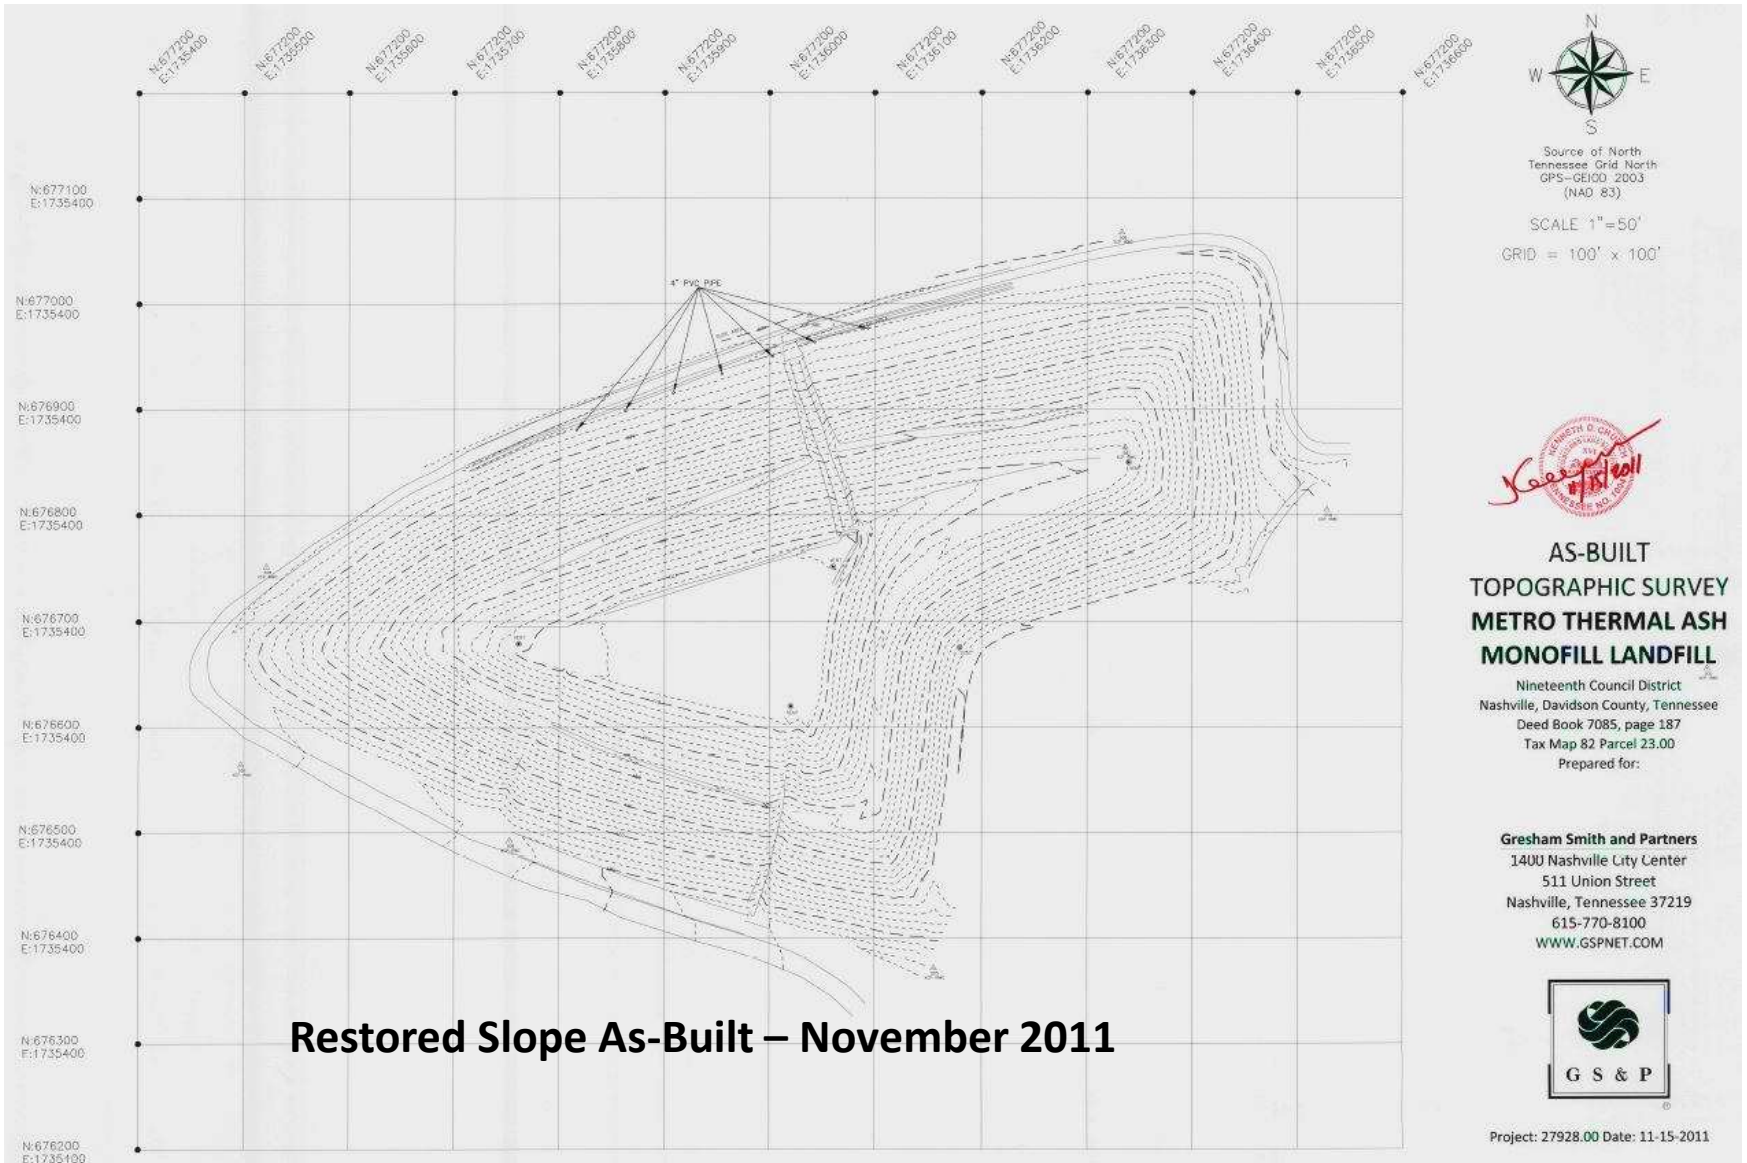 N:677200
E:1735400
N:677200
E:1735500
N:677200
E:1735600
N:677200
E:1735700
N:677200
E:1735800
N:677200
E:1735900
N:677200
E:1736000
N:677200
E:1736100
N:677200
E:1736200
N:677200
E:1736300
N:677200
E:1736400
N:677200
E:1736500
N:677200
E:1736600
N:677100
E:1735400
N:677000
E:1735400
N:676900
E:1735400
N:676800
E:1735400
N:676700
E:1735400
N:676600
E:1735400
N:676500
E:1735400
N:676400
E:1735400
N:676300
E:1735400
N:676200
E:1735400
4" PVC PIPE
Restored Slope As-Built – November 2011
N
W E
S
Source of North
Tennessee Grid North
GPS-GEIOD 2003
(NAD 83)
SCALE 1"=50'
GRID = 100' x 100'
11/15/2011
AS-BUILT
TOPOGRAPHIC SURVEY
METRO THERMAL ASH
MONOFILL LANDFILL
Nineteenth Council District
Nashville, Davidson County, Tennessee
Deed Book 7085, page 187
Tax Map 82 Parcel 23.00
Prepared for:
Gresham Smith and Partners
1400 Nashville City Center
511 Union Street
Nashville, Tennessee 37219
615-770-8100
WWW.GSPNET.COM
G S & P
®
Project: 27928.00 Date: 11-15-2011